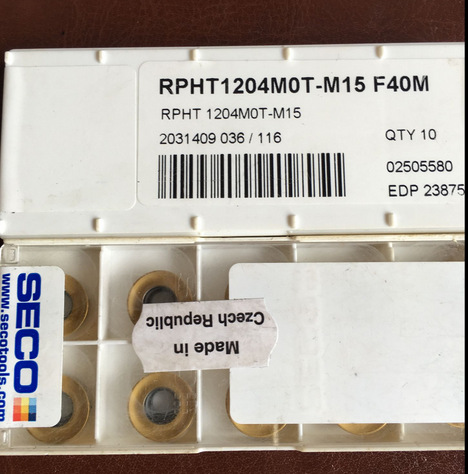 RPHT1204M0T-M15 F40M
RPHT 1204M0T-M15
2031409 036 / 116
QTY 10
02505580
EDP 23875
SECO
www.secotools.com
Made in
Czech Republic